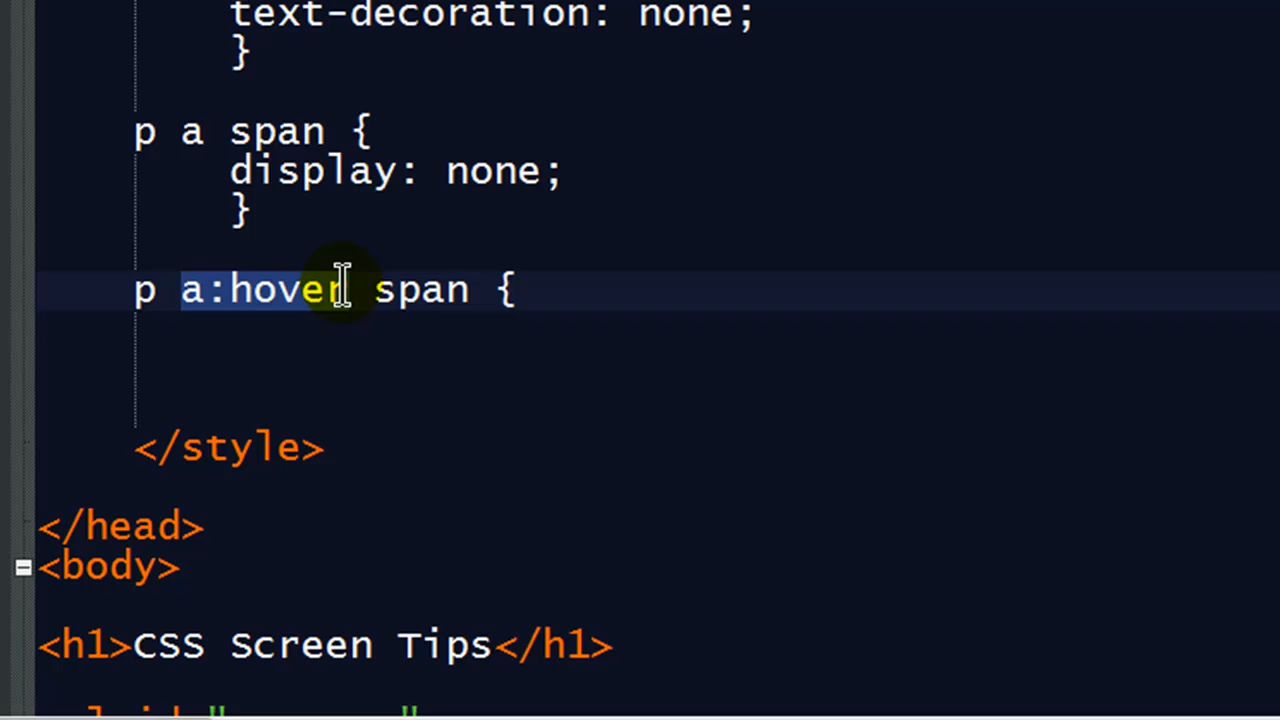 text-decoration: none;
}
p a span {
display: none;
}
p a:hover span {
</style>
</head>
<body>
<h1>CSS Screen Tips</h1>